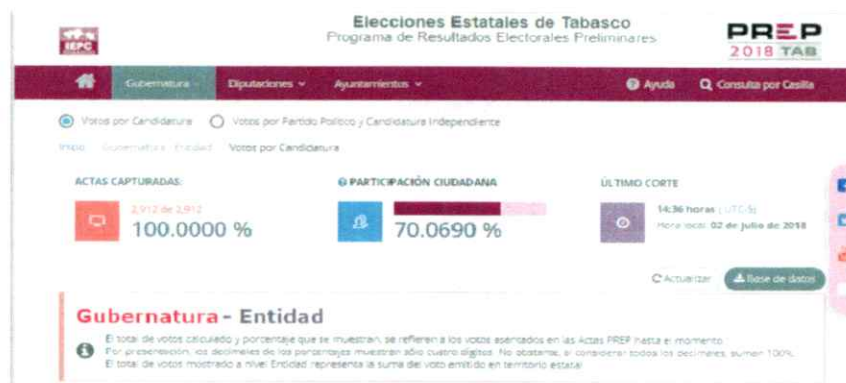 Elecciones Estatales de Tabasco
Programa de Resultados Electorales Preliminares
IEPC
PREP
2018 TAB
Gubernatura
Diputaciones
Ayuntamientos
Ayuda
Consulta por Casilla
Votos por Candidatura
Votos por Partido Político y Candidatura Independiente
Inicio
Gubernatura - Entidad
Votos por Candidatura
ACTAS CAPTURADAS:
2,912 de 2,912
100.0000 %
PARTICIPACIÓN CIUDADANA
70.0690 %
ÚLTIMO CORTE
14:36 horas (UTC-5)
Hora local: 02 de julio de 2018
Actualizar
Base de datos
Gubernatura - Entidad
El total de votos calculado y porcentaje que se muestran, se refieren a los votos asentados en las Actas PREP hasta el momento.
Por presentación, los decimales de los porcentajes muestran sólo cuatro dígitos. No obstante, al considerar todos los decimales, suman 100%.
El total de votos mostrado a nivel Entidad representa la suma del voto emitido en territorio estatal